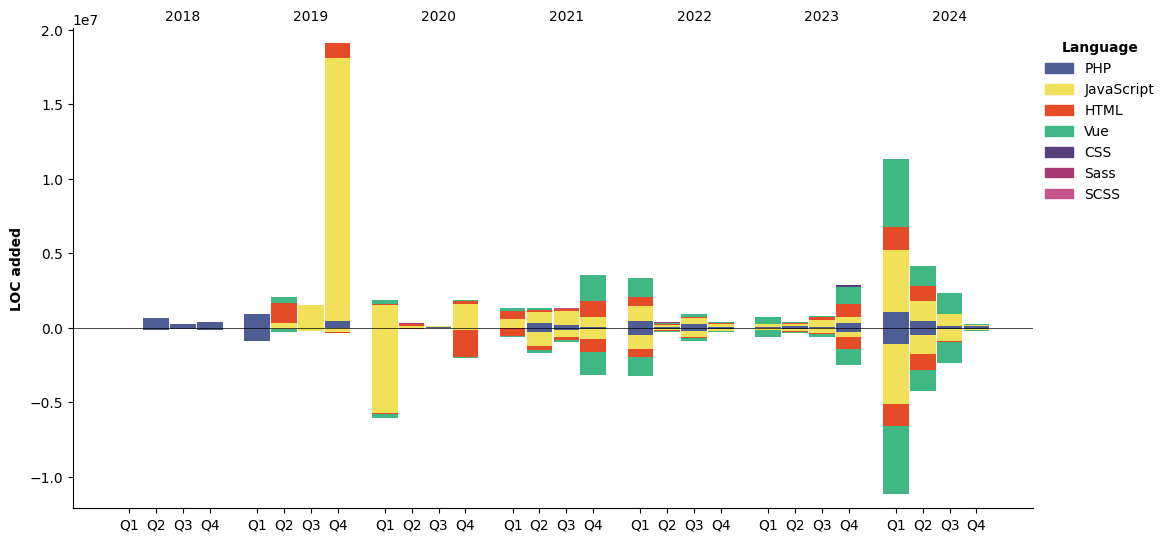 1e7
2018 2019 2020 2021 2022 2023 2024
2.0
1.5
1.0
0.5
0.0
−0.5
−1.0
LOC added
Q1 Q2 Q3 Q4 Q1 Q2 Q3 Q4 Q1 Q2 Q3 Q4 Q1 Q2 Q3 Q4 Q1 Q2 Q3 Q4 Q1 Q2 Q3 Q4 Q1 Q2 Q3 Q4
Language
PHP
JavaScript
HTML
Vue
CSS
Sass
SCSS